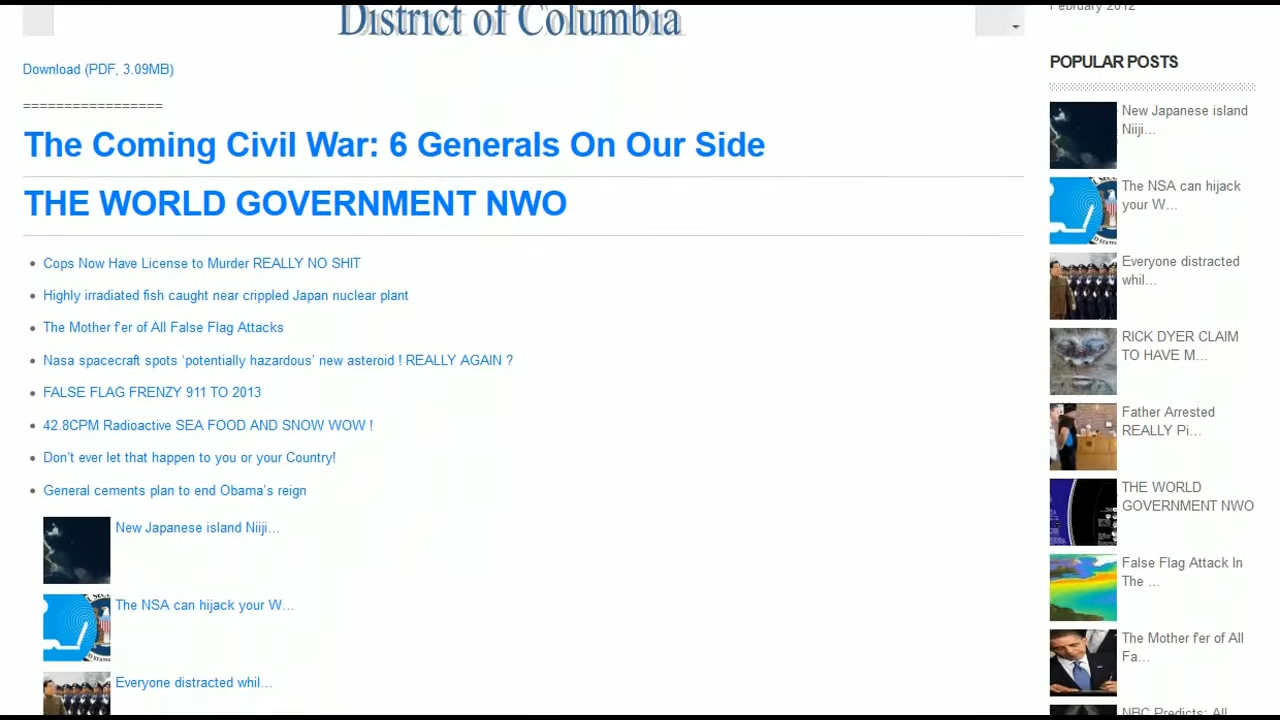 District of Columbia
Download (PDF, 3.09MB)
=================
The Coming Civil War: 6 Generals On Our Side
THE WORLD GOVERNMENT NWO
Cops Now Have License to Murder REALLY NO SHIT
Highly irradiated fish caught near crippled Japan nuclear plant
The Mother f'er of All False Flag Attacks
Nasa spacecraft spots ‘potentially hazardous’ new asteroid ! REALLY AGAIN ?
FALSE FLAG FRENZY 911 TO 2013
42.8CPM Radioactive SEA FOOD AND SNOW WOW !
Don’t ever let that happen to you or your Country!
General cements plan to end Obama’s reign
New Japanese island Niiji...
The NSA can hijack your W...
Everyone distracted whil...
February 2012
POPULAR POSTS
New Japanese island
Niiji...
The NSA can hijack
your W...
Everyone distracted
whil...
RICK DYER CLAIM
TO HAVE M...
Father Arrested
REALLY Pi...
THE WORLD
GOVERNMENT NWO
False Flag Attack In
The ...
The Mother f'er of All
Fa...
NBC Predicts: All